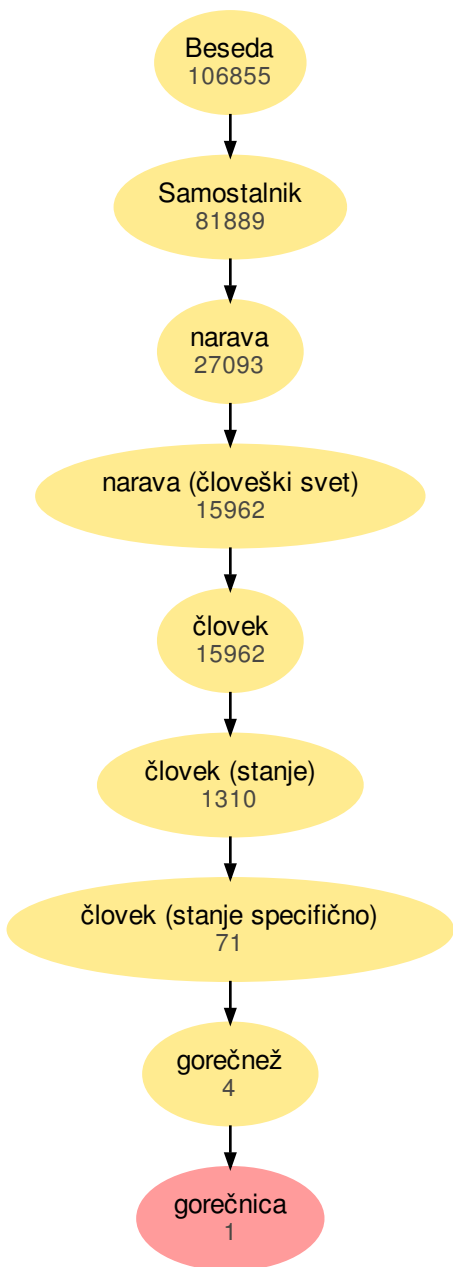 Beseda
106855
Samostalnik
81889
narava
27093
narava (človeški svet)
15962
človek
15962
človek (stanje)
1310
človek (stanje specifično)
71
gorečnež
4
gorečnica
1